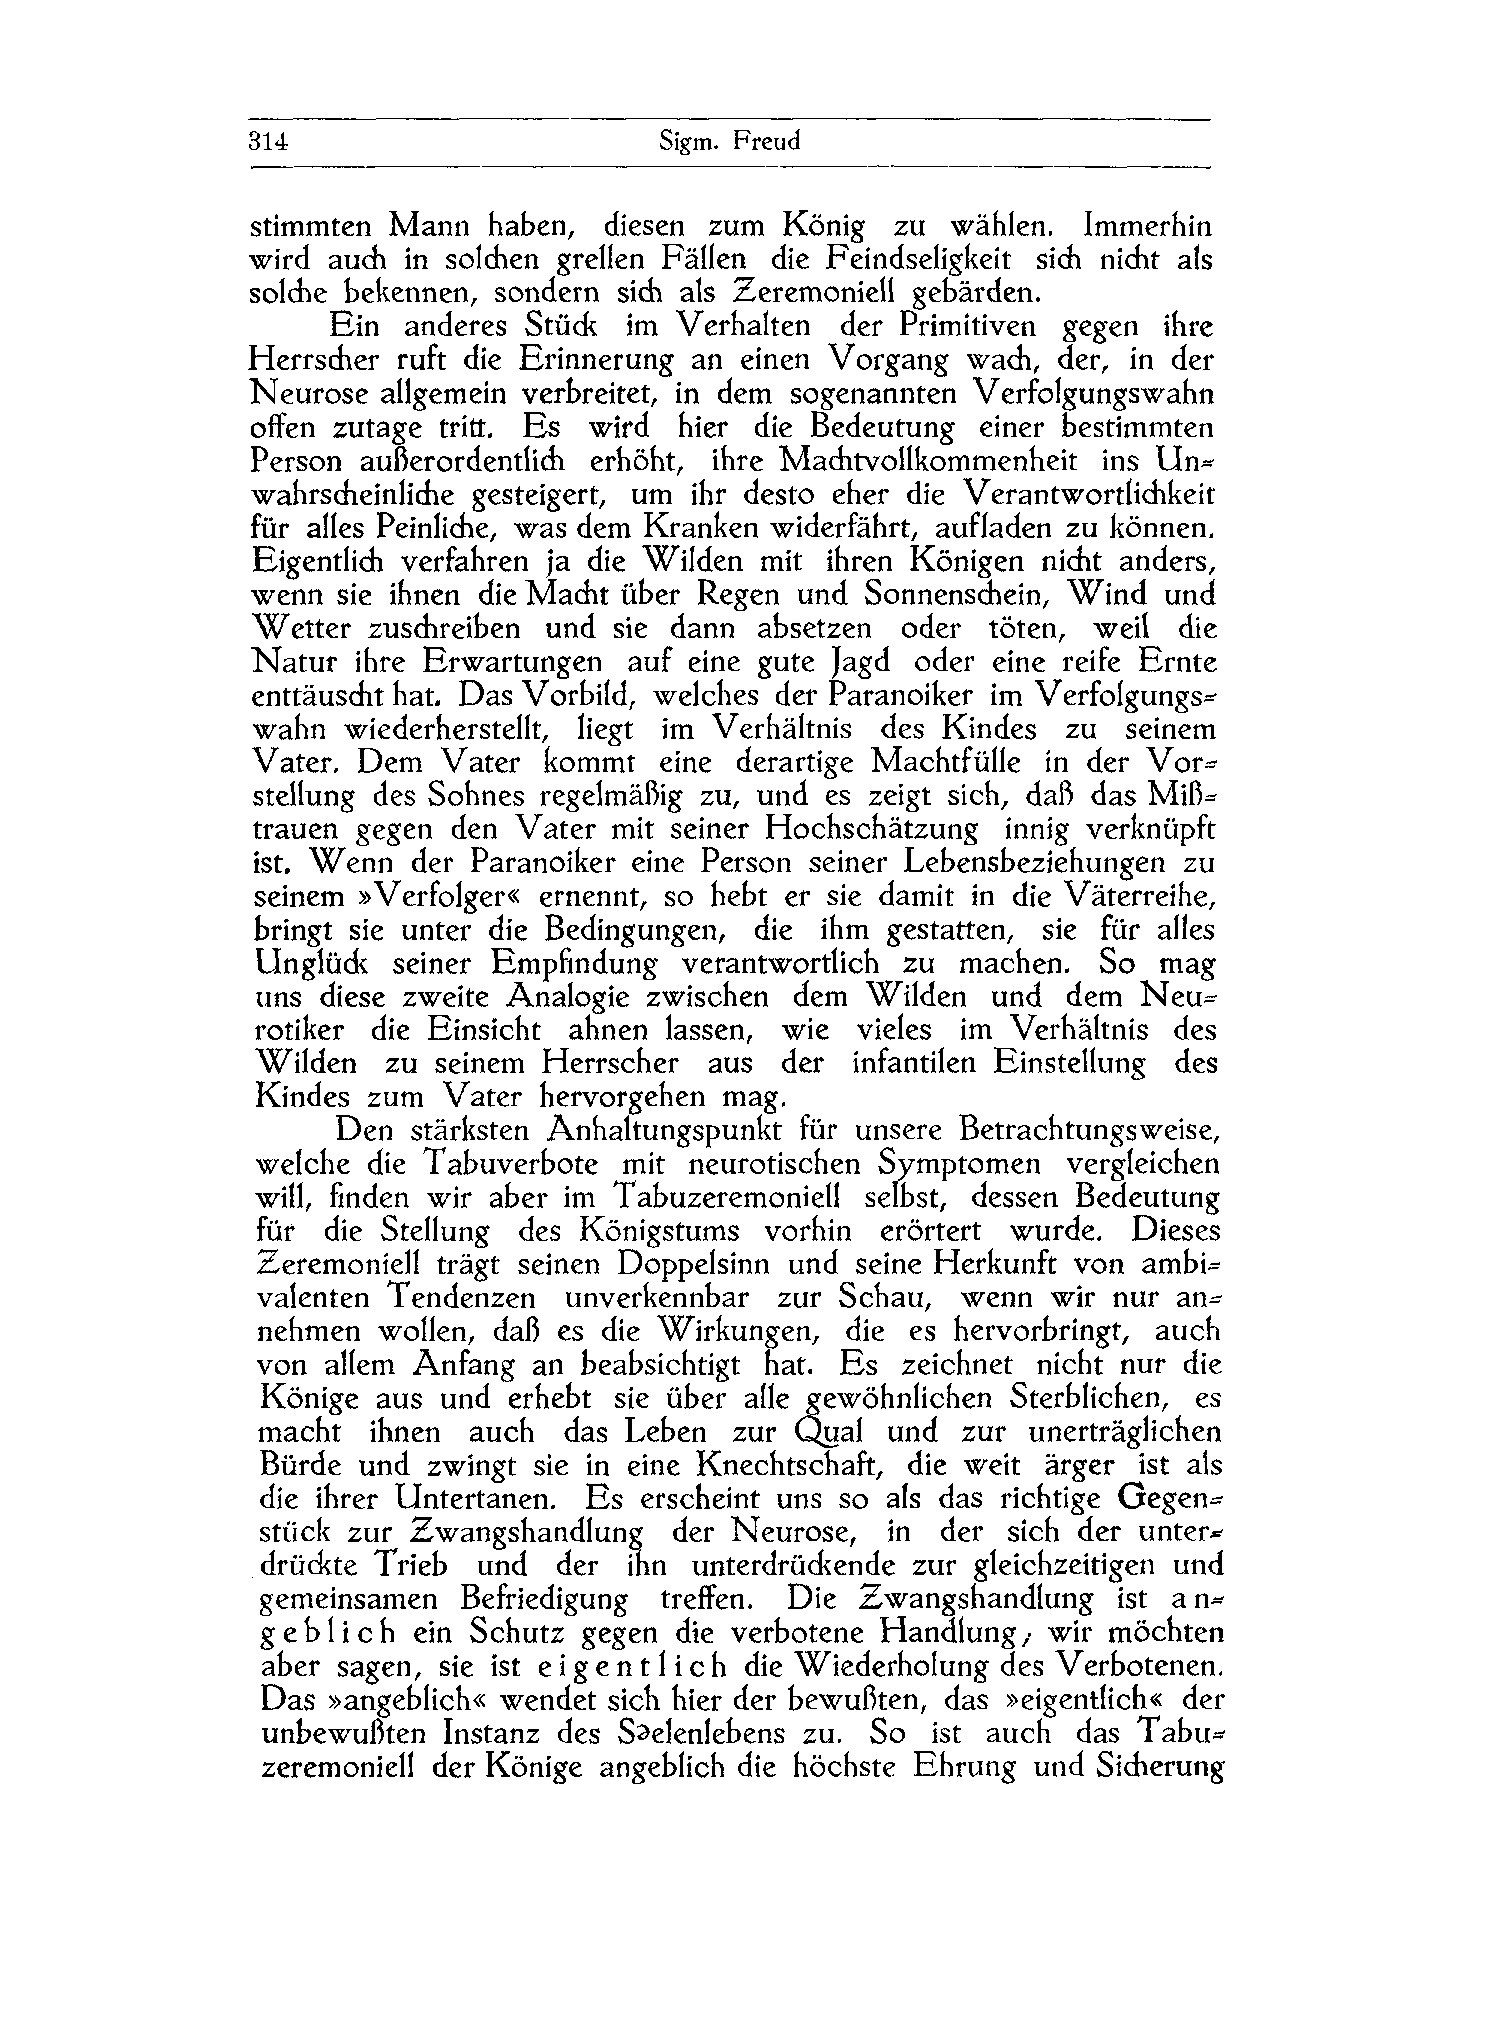 314 Sigm. Freud
stimmten Mann haben, diesen zum König zu wählen. Immerhin
wird auch in solchen grellen Fällen die Feindseligkeit sich nicht als
solche bekennen, sondern sich als Zeremoniell gebärden.
Ein anderes Stück im Verhalten der Primitiven gegen ihre
Herrscher ruft die Erinnerung an einen Vorgang wach, der, in der
Neurose allgemein verbreitet, in dem sogenannten Verfolgungswahn
offen zutage tritt. Es wird hier die Bedeutung einer bestimmten
Person außerordentlich erhöht, ihre Machtvollkommenheit ins Un-
wahrscheinliche gesteigert, um ihr desto eher die Verantwortlichkeit
für alles Peinliche, was dem Kranken widerfährt, aufladen zu können.
Eigentlich verfahren ja die Wilden mit ihren Königen nicht anders,
wenn sie ihnen die Macht über Regen und Sonnenschein, Wind und
Wetter zuschreiben und sie dann absetzen oder töten, weil die
Natur ihre Erwartungen auf eine gute Jagd oder eine reife Ernte
enttäuscht hat. Das Vorbild, welches der Paranoiker im Verfolgungs-
wahn wiederherstellt, liegt im Verhältnis des Kindes zu seinem
Vater. Dem Vater kommt eine derartige Machtfülle in der Vor-
stellung des Sohnes regelmäßig zu, und es zeigt sich, daß das Miß-
trauen gegen den Vater mit seiner Hochschätzung innig verknüpft
ist. Wenn der Paranoiker eine Person seiner Lebensbeziehungen zu
seinem »Verfolger« ernennt, so hebt er sie damit in die Väterreihe,
bringt sie unter die Bedingungen, die ihm gestatten, sie für alles
Unglück seiner Empfindung verantwortlich zu machen. So mag
uns diese zweite Analogie zwischen dem Wilden und dem Neu-
rotiker die Einsicht ahnen lassen, wie vieles im Verhältnis des
Wilden zu seinem Herrscher aus der infantilen Einstellung des
Kindes zum Vater hervorgehen mag.
Den stärksten Anhaltungspunkt für unsere Betrachtungsweise,
welche die Tabuverbote mit neurotischen Symptomen vergleichen
will, finden wir aber im Tabuzeremoniell selbst, dessen Bedeutung
für die Stellung des Königstums vorhin erörtert wurde. Dieses
Zeremoniell trägt seinen Doppelsinn und seine Herkunft von ambi-
valenten Tendenzen unverkennbar zur Schau, wenn wir nur an-
nehmen wollen, daß es die Wirkungen, die es hervorbringt, auch
von allem Anfang an beabsichtigt hat. Es zeichnet nicht nur die
Könige aus und erhebt sie über alle gewöhnlichen Sterblichen, es
macht ihnen auch das Leben zur Qual und zur unerträglichen
Bürde und zwingt sie in eine Knechtschaft, die weit ärger ist als
die ihrer Untertanen. Es erscheint uns so als das richtige Gegen-
stück zur Zwangshandlung der Neurose, in der sich der unter-
drückte Trieb und der ihn unterdrückende zur gleichzeitigen und
gemeinsamen Befriedigung treffen. Die Zwangshandlung ist an-
geblich ein Schutz gegen die verbotene Handlung; wir möchten
aber sagen, sie ist eigentlich die Wiederholung des Verbotenen.
Das »angeblich« wendet sich hier der bewußten, das »eigentlich« der
unbewußten Instanz des Seelenlebens zu. So ist auch das Tabu-
zeremoniell der Könige angeblich die höchste Ehrung und Sicherung